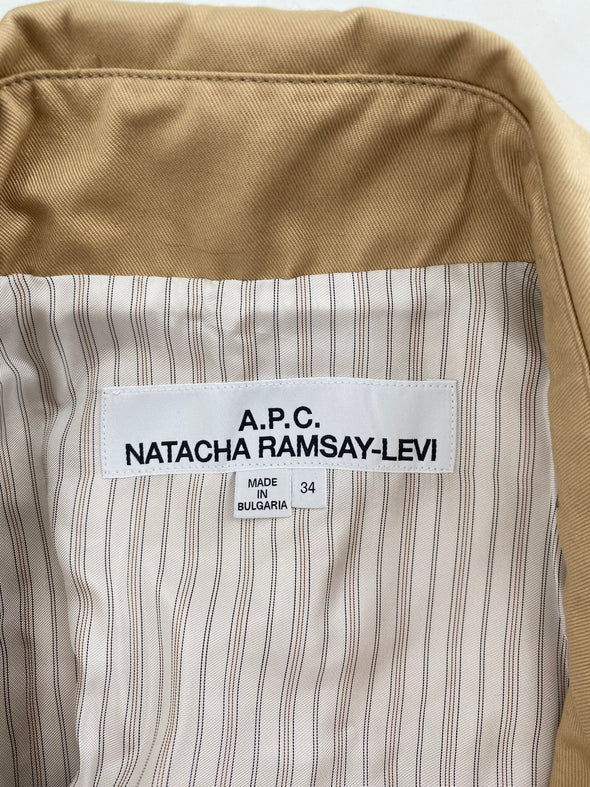 A.P.C.
NATACHA RAMSAY-LEVI
MADE
IN
BULGARIA
34